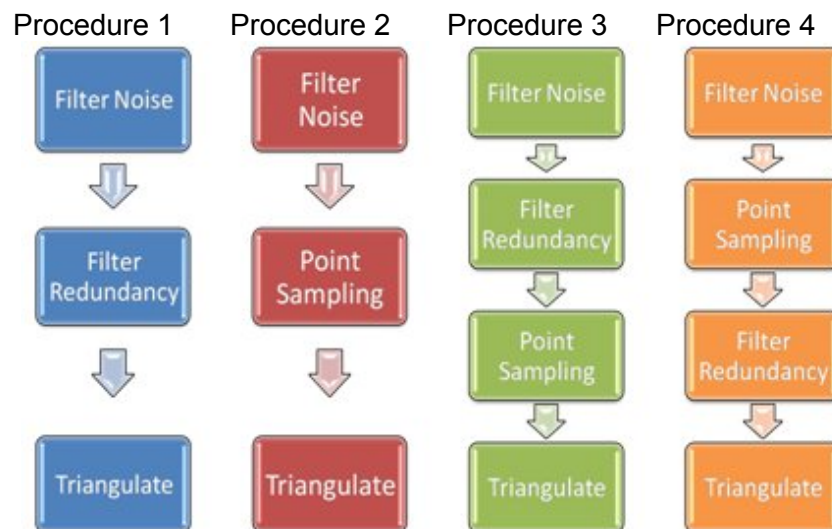 Procedure 1
Procedure 2
Procedure 3
Procedure 4
Filter Noise
Filter
Redundancy
Triangulate
Filter
Noise
Point
Sampling
Triangulate
Filter Noise
Filter
Redundancy
Point
Sampling
Triangulate
Filter Noise
Point
Sampling
Filter
Redundancy
Triangulate